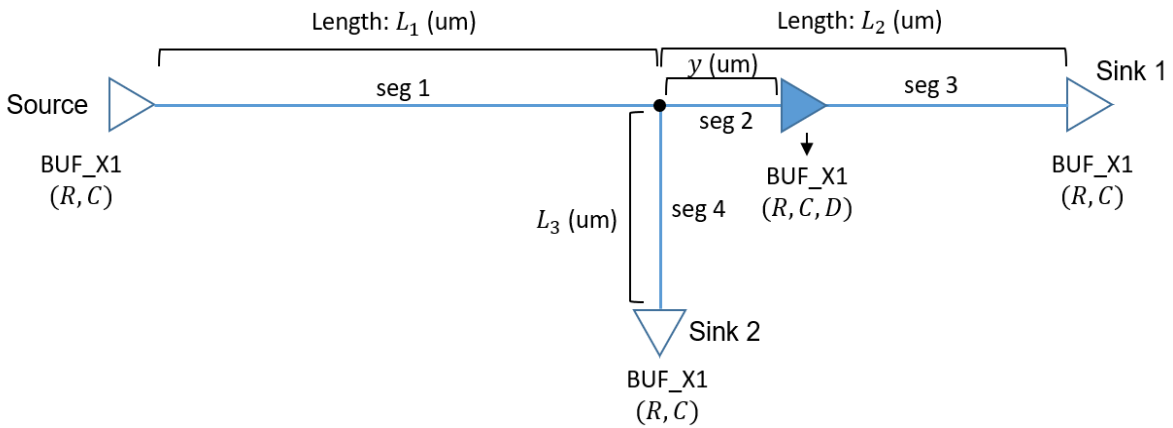 Length: L₁ (um)
Length: L₂ (um)
y (um)
Sink 1
Source
seg 1
seg 2
seg 3
BUF_X1
(R, C)
BUF_X1
(R, C, D)
BUF_X1
(R, C)
L₃ (um)
seg 4
Sink 2
BUF_X1
(R, C)